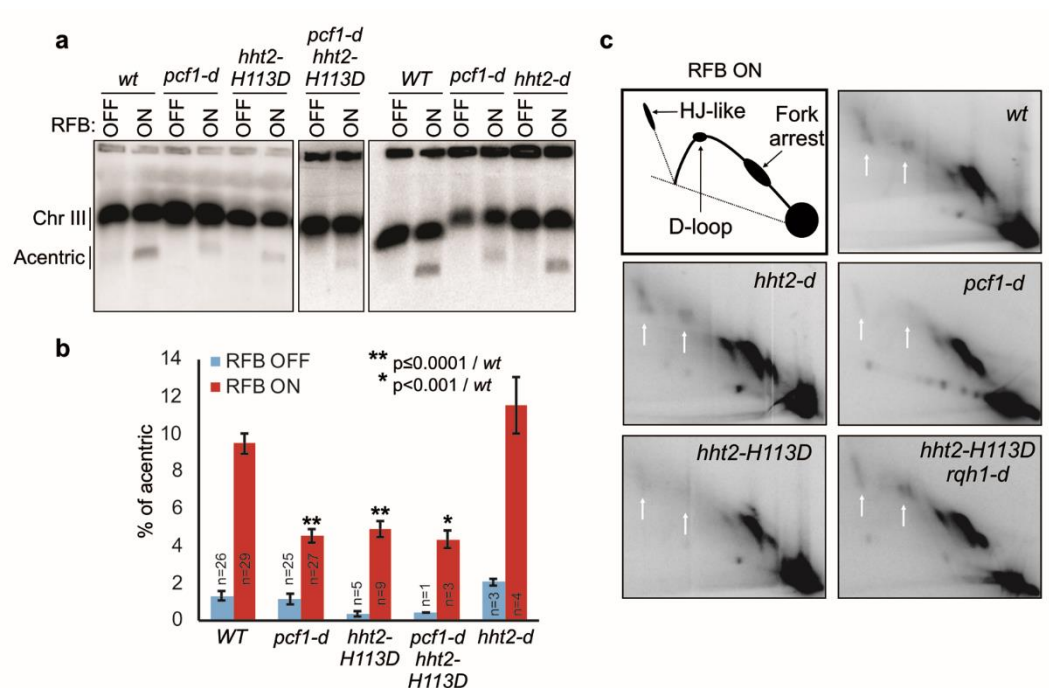 a
wt
pcf1-d
hht2-
H113D
pcf1-d
hht2-
H113D
WT
pcf1-d
hht2-d
RFB:
OFF
ON
OFF
ON
OFF
ON
OFF
ON
OFF
ON
OFF
ON
OFF
ON
Chr III
Acentric
b
14
12
10
8
6
4
2
0
% of acentric
RFB OFF
RFB ON
** p≤0.0001 / wt
* p<0.001 / wt
**
**
*
n=26
n=29
n=25
n=27
n=5
n=9
n=1
n=3
n=3
n=4
WT
pcf1-d
hht2-
H113D
pcf1-d
hht2-
H113D
hht2-d
c
RFB ON
HJ-like
Fork
arrest
D-loop
wt
hht2-d
pcf1-d
hht2-H113D
hht2-H113D
rqh1-d